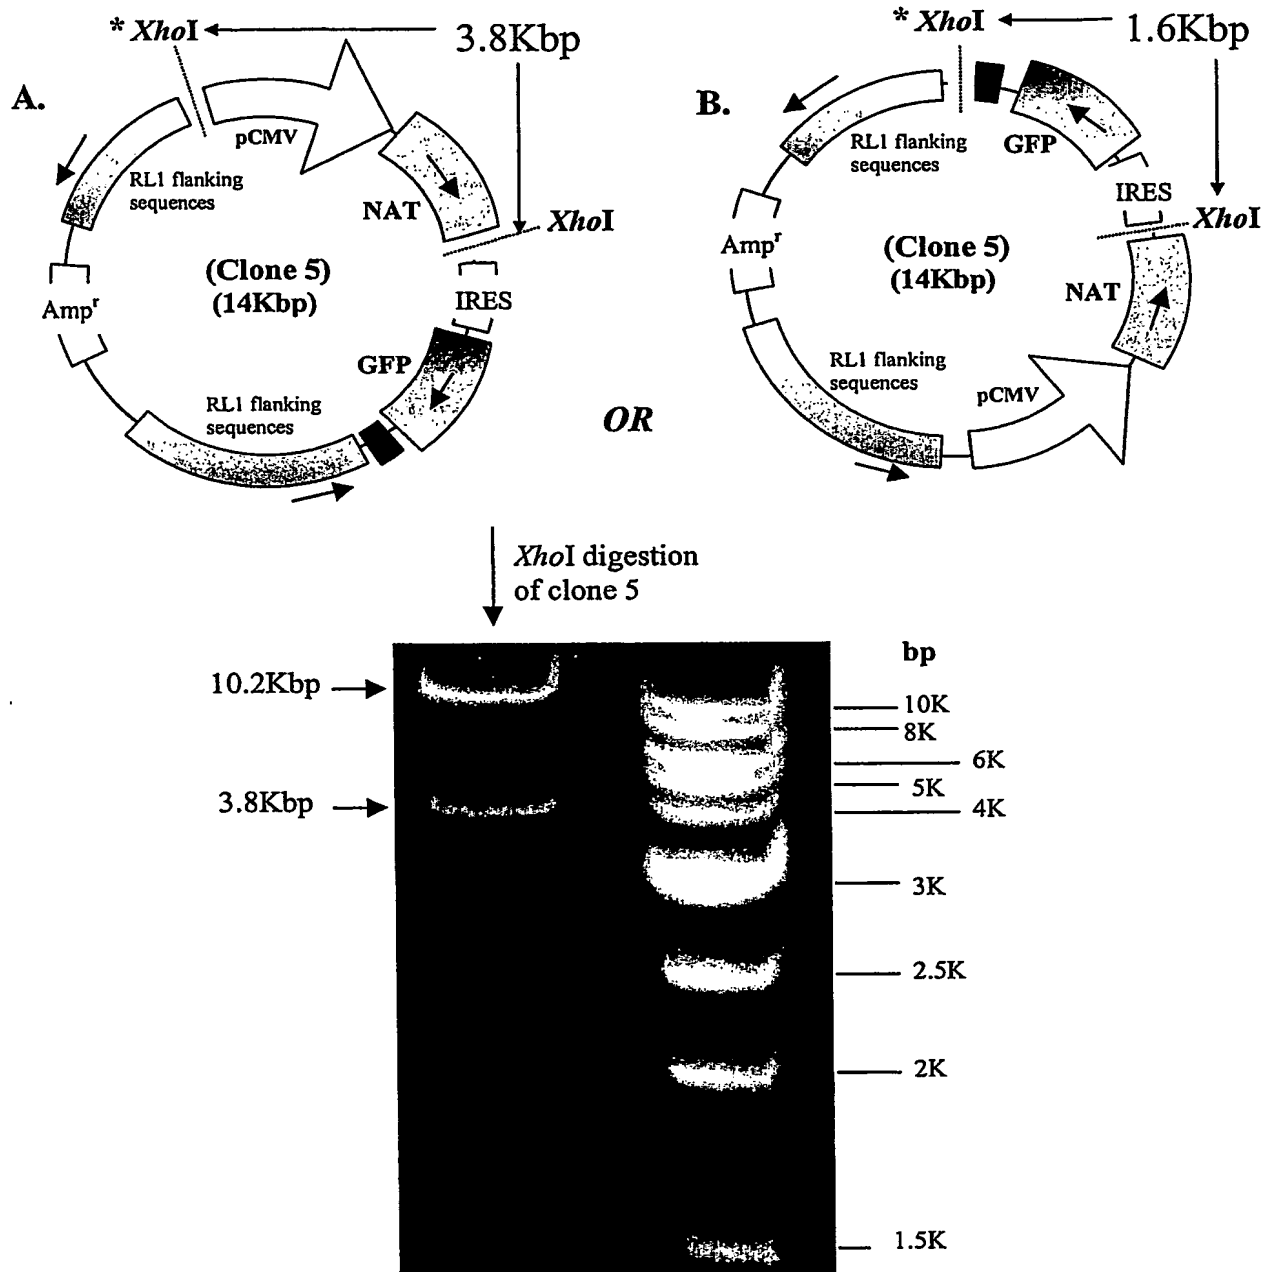 A.
* XhoI
3.8Kbp
pCMV
RL1 flanking
sequences
NAT
XhoI
(Clone 5)
(14Kbp)
Ampʳ
IRES
GFP
RL1 flanking
sequences
OR
B.
* XhoI
1.6Kbp
RL1 flanking
sequences
GFP
IRES
XhoI
Ampʳ
(Clone 5)
(14Kbp)
NAT
RL1 flanking
sequences
pCMV
XhoI digestion
of clone 5
bp
10.2Kbp
3.8Kbp
10K
8K
6K
5K
4K
3K
2.5K
2K
1.5K